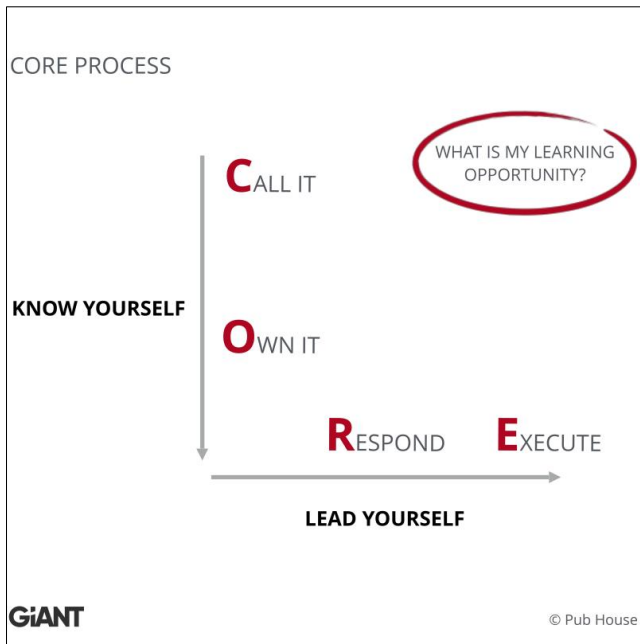 CORE PROCESS
WHAT IS MY LEARNING
OPPORTUNITY?
CALL IT
KNOW YOURSELF
OWN IT
RESPOND EXECUTE
LEAD YOURSELF
GiANT
© Pub House